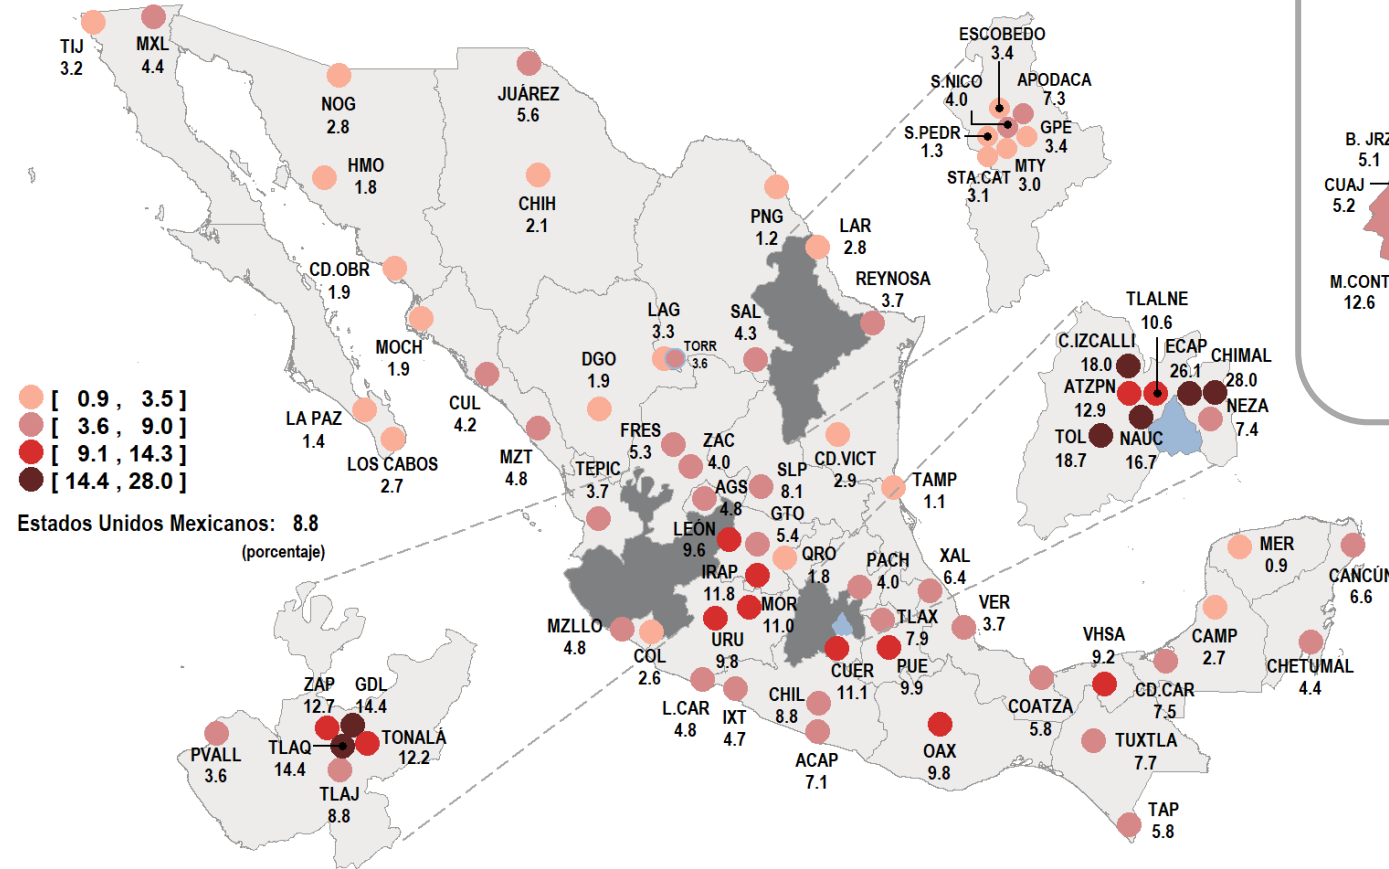 TIJ
3.2
MXL
4.4
NOG
2.8
HMO
1.8
JUÁREZ
5.6
CHIH
2.1
CD.OBR
1.9
MOCH
1.9
CUL
4.2
LA PAZ
1.4
LOS CABOS
2.7
MZT
4.8
DGO
1.9
LAG
3.3
TORR
3.6
SAL
4.3
PNG
1.2
LAR
2.8
REYNOSA
3.7
ESCOBEDO
3.4
S.NICO
4.0
APODACA
7.3
S.PEDR
1.3
GPE
3.4
MTY
3.0
STA.CAT
3.1
B. JRZ
5.1
CUAJ
5.2
M.CONT
12.6
TLALNE
10.6
C.IZCALLI
18.0
ECAP
26.1
CHIMAL
28.0
ATZPN
12.9
NEZA
7.4
TOL
18.7
NAUC
16.7
[ 0.9 , 3.5 ]
[ 3.6 , 9.0 ]
[ 9.1 , 14.3 ]
[ 14.4 , 28.0 ]
Estados Unidos Mexicanos: 8.8
(porcentaje)
FRES
5.3
ZAC
4.0
TEPIC
3.7
AGS
4.8
SLP
8.1
CD.VICT
2.9
TAMP
1.1
LEÓN
9.6
GTO
5.4
IRAP
11.8
QRO
1.8
PACH
4.0
XAL
6.4
MZLLO
4.8
COL
2.6
URU
9.8
MOR
11.0
TLAX
7.9
VER
3.7
CUER
11.1
PUE
9.9
L.CAR
4.8
IXT
4.7
CHIL
8.8
ACAP
7.1
OAX
9.8
COATZA
5.8
VHSA
9.2
CD.CAR
7.5
TUXTLA
7.7
TAP
5.8
MER
0.9
CAMP
2.7
CANCÚN
6.6
CHETUMAL
4.4
ZAP
12.7
GDL
14.4
TLAQ
14.4
TONALÁ
12.2
PVALL
3.6
TLAJ
8.8